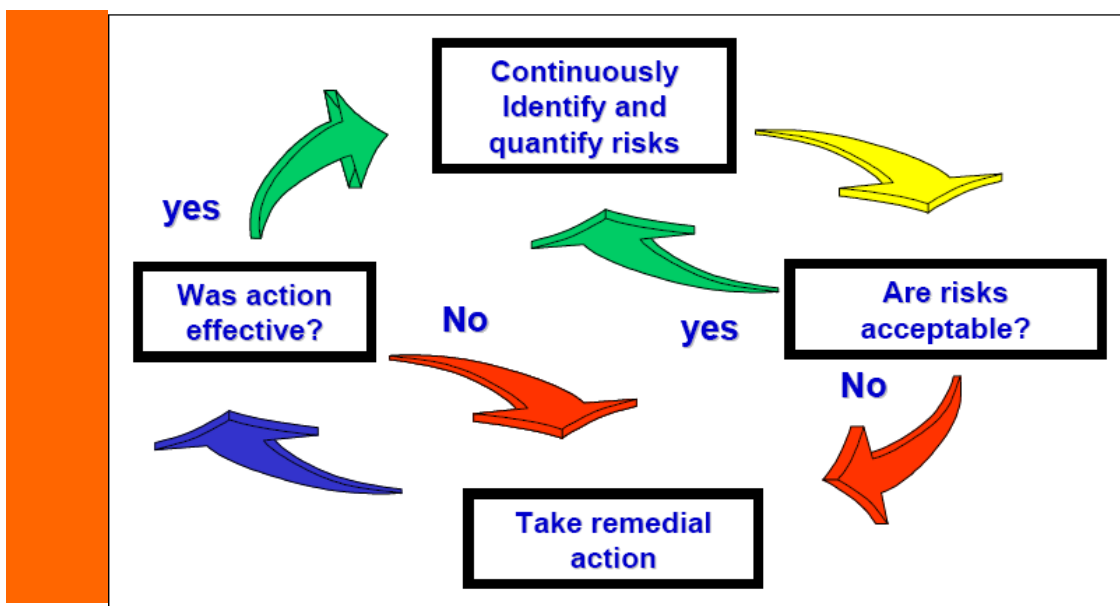 Continuously
Identify and
quantify risks
yes
Was action
effective?
No
yes
Are risks
acceptable?
No
Take remedial
action